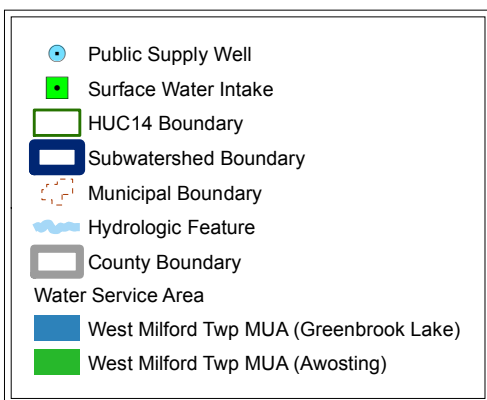 Public Supply Well
Surface Water Intake
HUC14 Boundary
Subwatershed Boundary
Municipal Boundary
Hydrologic Feature
County Boundary
Water Service Area
West Milford Twp MUA (Greenbrook Lake)
West Milford Twp MUA (Awosting)